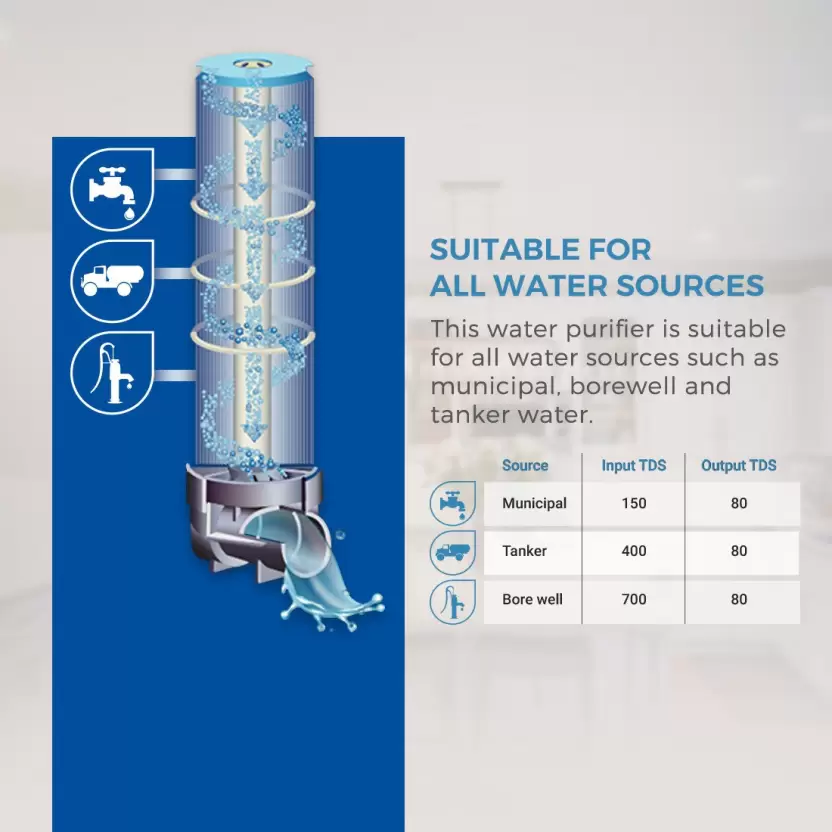 SUITABLE FOR
ALL WATER SOURCES
This water purifier is suitable
for all water sources such as
municipal, borewell and
tanker water.
Source Input TDS Output TDS
Municipal 150 80
Tanker 400 80
Bore well 700 80